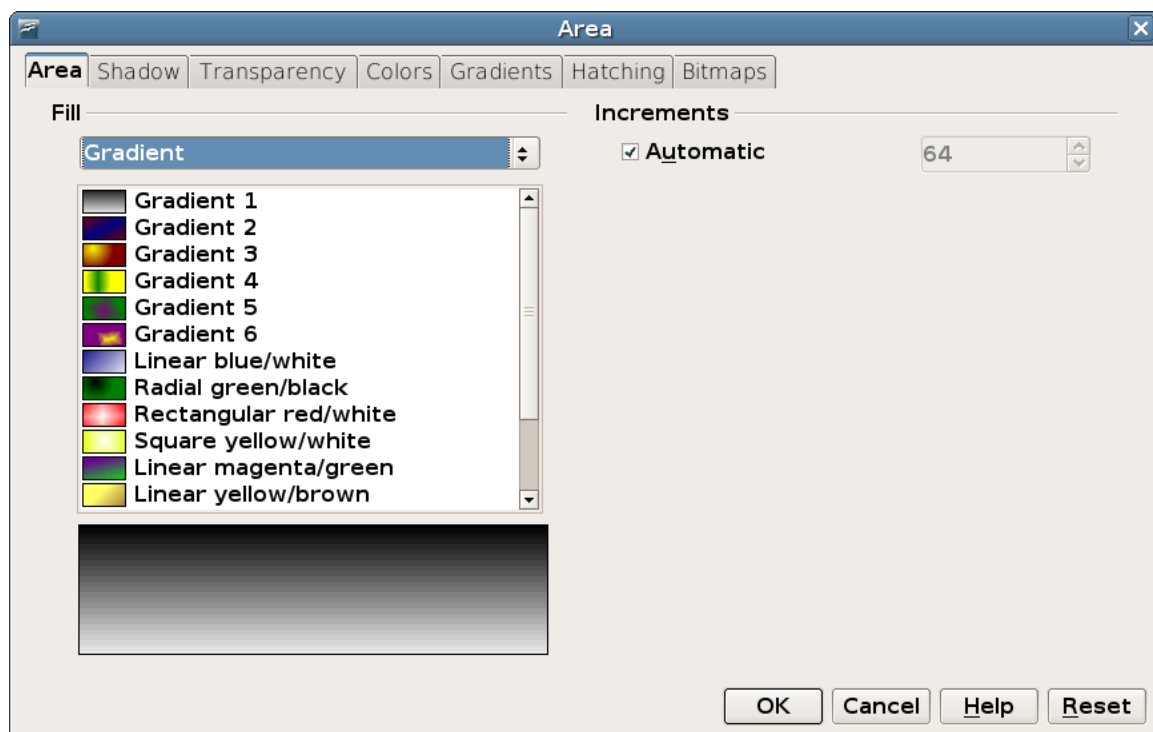 Area
Area Shadow Transparency Colors Gradients Hatching Bitmaps
Fill
Gradient
Gradient 1
Gradient 2
Gradient 3
Gradient 4
Gradient 5
Gradient 6
Linear blue/white
Radial green/black
Rectangular red/white
Square yellow/white
Linear magenta/green
Linear yellow/brown
Increments
Automatic 64
OK Cancel Help Reset